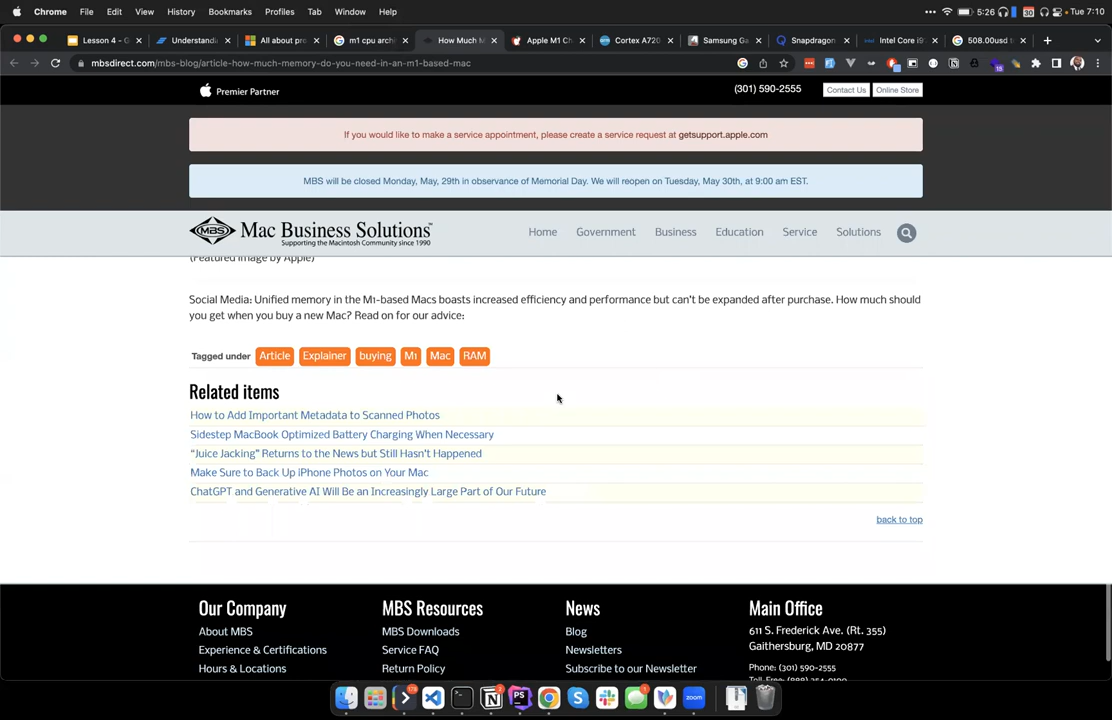 Chrome File Edit View History Bookmarks Profiles Tab Window Help 5:26 30 Tue 7:10
Lesson 4 – G Understandi All about pro m1 cpu arch How Much M Apple M1 Ch Cortex A720 Samsung Ga Snapdragon Intel Core i9 508.00usd t
mbsdirect.com/mbs-blog/article-how-much-memory-do-you-need-in-an-m1-based-mac
Premier Partner (301) 590-2555 Contact Us Online Store
If you would like to make a service appointment, please create a service request at getsupport.apple.com
MBS will be closed Monday, May, 29th in observance of Memorial Day. We will reopen on Tuesday, May 30th, at 9:00 am EST.
MBS Mac Business Solutions™ Home Government Business Education Service Solutions
Supporting the Macintosh Community since 1990
(Featured image by Apple)
Social Media: Unified memory in the M1-based Macs boasts increased efficiency and performance but can't be expanded after purchase. How much should
you get when you buy a new Mac? Read on for our advice:
Tagged under Article Explainer buying M1 Mac RAM
Related items
How to Add Important Metadata to Scanned Photos
Sidestep MacBook Optimized Battery Charging When Necessary
“Juice Jacking” Returns to the News but Still Hasn't Happened
Make Sure to Back Up iPhone Photos on Your Mac
ChatGPT and Generative AI Will Be an Increasingly Large Part of Our Future
back to top
Our Company MBS Resources News Main Office
About MBS MBS Downloads Blog 611 S. Frederick Ave. (Rt. 355)
Experience & Certifications Service FAQ Newsletters Gaithersburg, MD 20877
Hours & Locations Return Policy Subscribe to our Newsletter Phone: (301) 590-2555
PS zoom